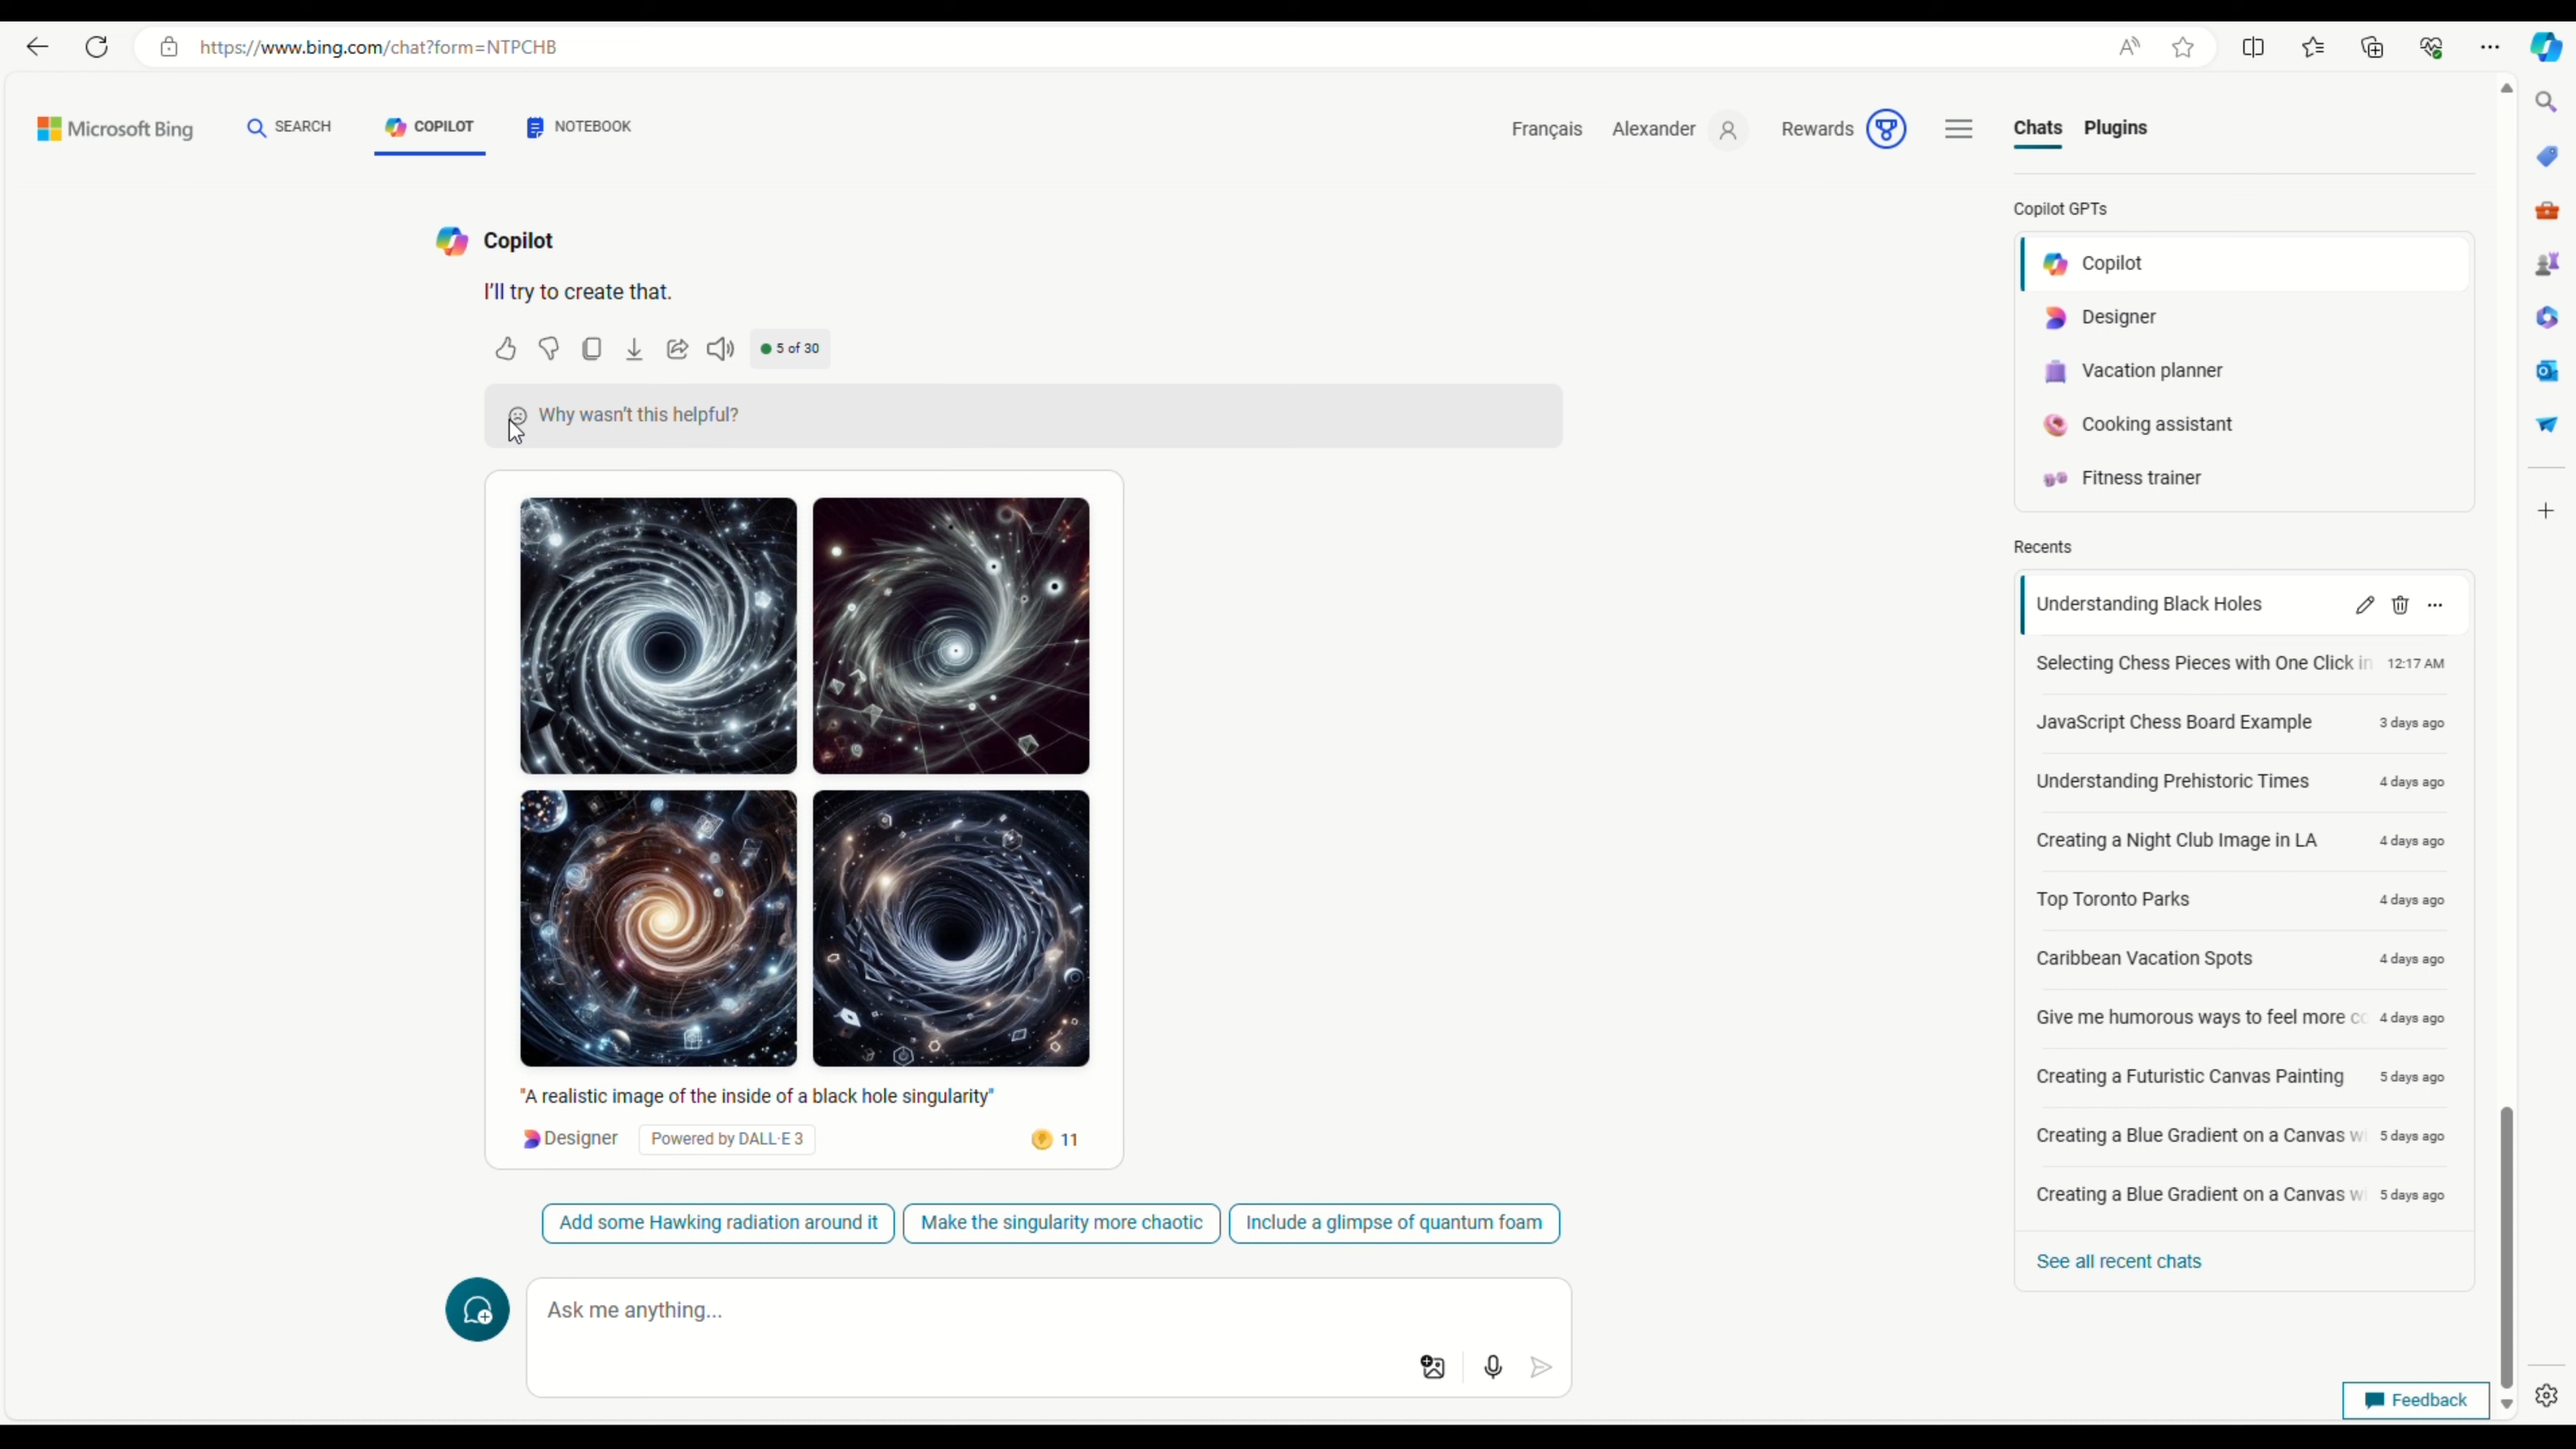 https://www.bing.com/chat?form=NTPCHB
Microsoft Bing
SEARCH
COPILOT
NOTEBOOK
Français
Alexander
Rewards
Chats
Plugins
Copilot
I'll try to create that.
5 of 30
Why wasn't this helpful?
"A realistic image of the inside of a black hole singularity"
Designer
Powered by DALL·E 3
11
Add some Hawking radiation around it
Make the singularity more chaotic
Include a glimpse of quantum foam
Ask me anything...
Copilot GPTs
Copilot
Designer
Vacation planner
Cooking assistant
Fitness trainer
Recents
Understanding Black Holes
Selecting Chess Pieces with One Click in 12:17 AM
JavaScript Chess Board Example 3 days ago
Understanding Prehistoric Times 4 days ago
Creating a Night Club Image in LA 4 days ago
Top Toronto Parks 4 days ago
Caribbean Vacation Spots 4 days ago
Give me humorous ways to feel more 4 days ago
Creating a Futuristic Canvas Painting 5 days ago
Creating a Blue Gradient on a Canvas 5 days ago
Creating a Blue Gradient on a Canvas 5 days ago
See all recent chats
Feedback